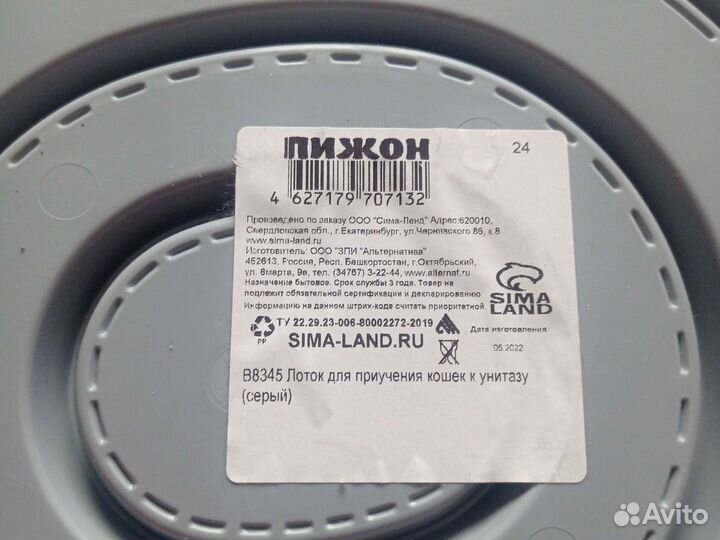 ПИЖОН
24
4 627179 707132
Произведено по заказу ООО "Сима-Ленд" Адрес:620010,
Свердловская обл., г.Екатеринбург, ул.Черняховского 86, к.8
www.sima-land.ru
Изготовитель: ООО "ЗПИ "Альтернатива"
452613, Россия, Респ. Башкортостан, г.Октябрьский,
ул. 8марта, 9а, тел. (34767) 3-22-44, www.alternat.ru
Назначение бытовое. Срок службы 3 года. Товар не
подлежит обязательной сертификации и декларированию
Информацию на данном штрих-коде считать приоритетной
SIMA
LAND
PP
ТУ 22.29.23-006-80002272-2019
Дата изготовления
SIMA-LAND.RU
05.2022
В8345 Лоток для приучения кошек к унитазу
(серый)
Avito